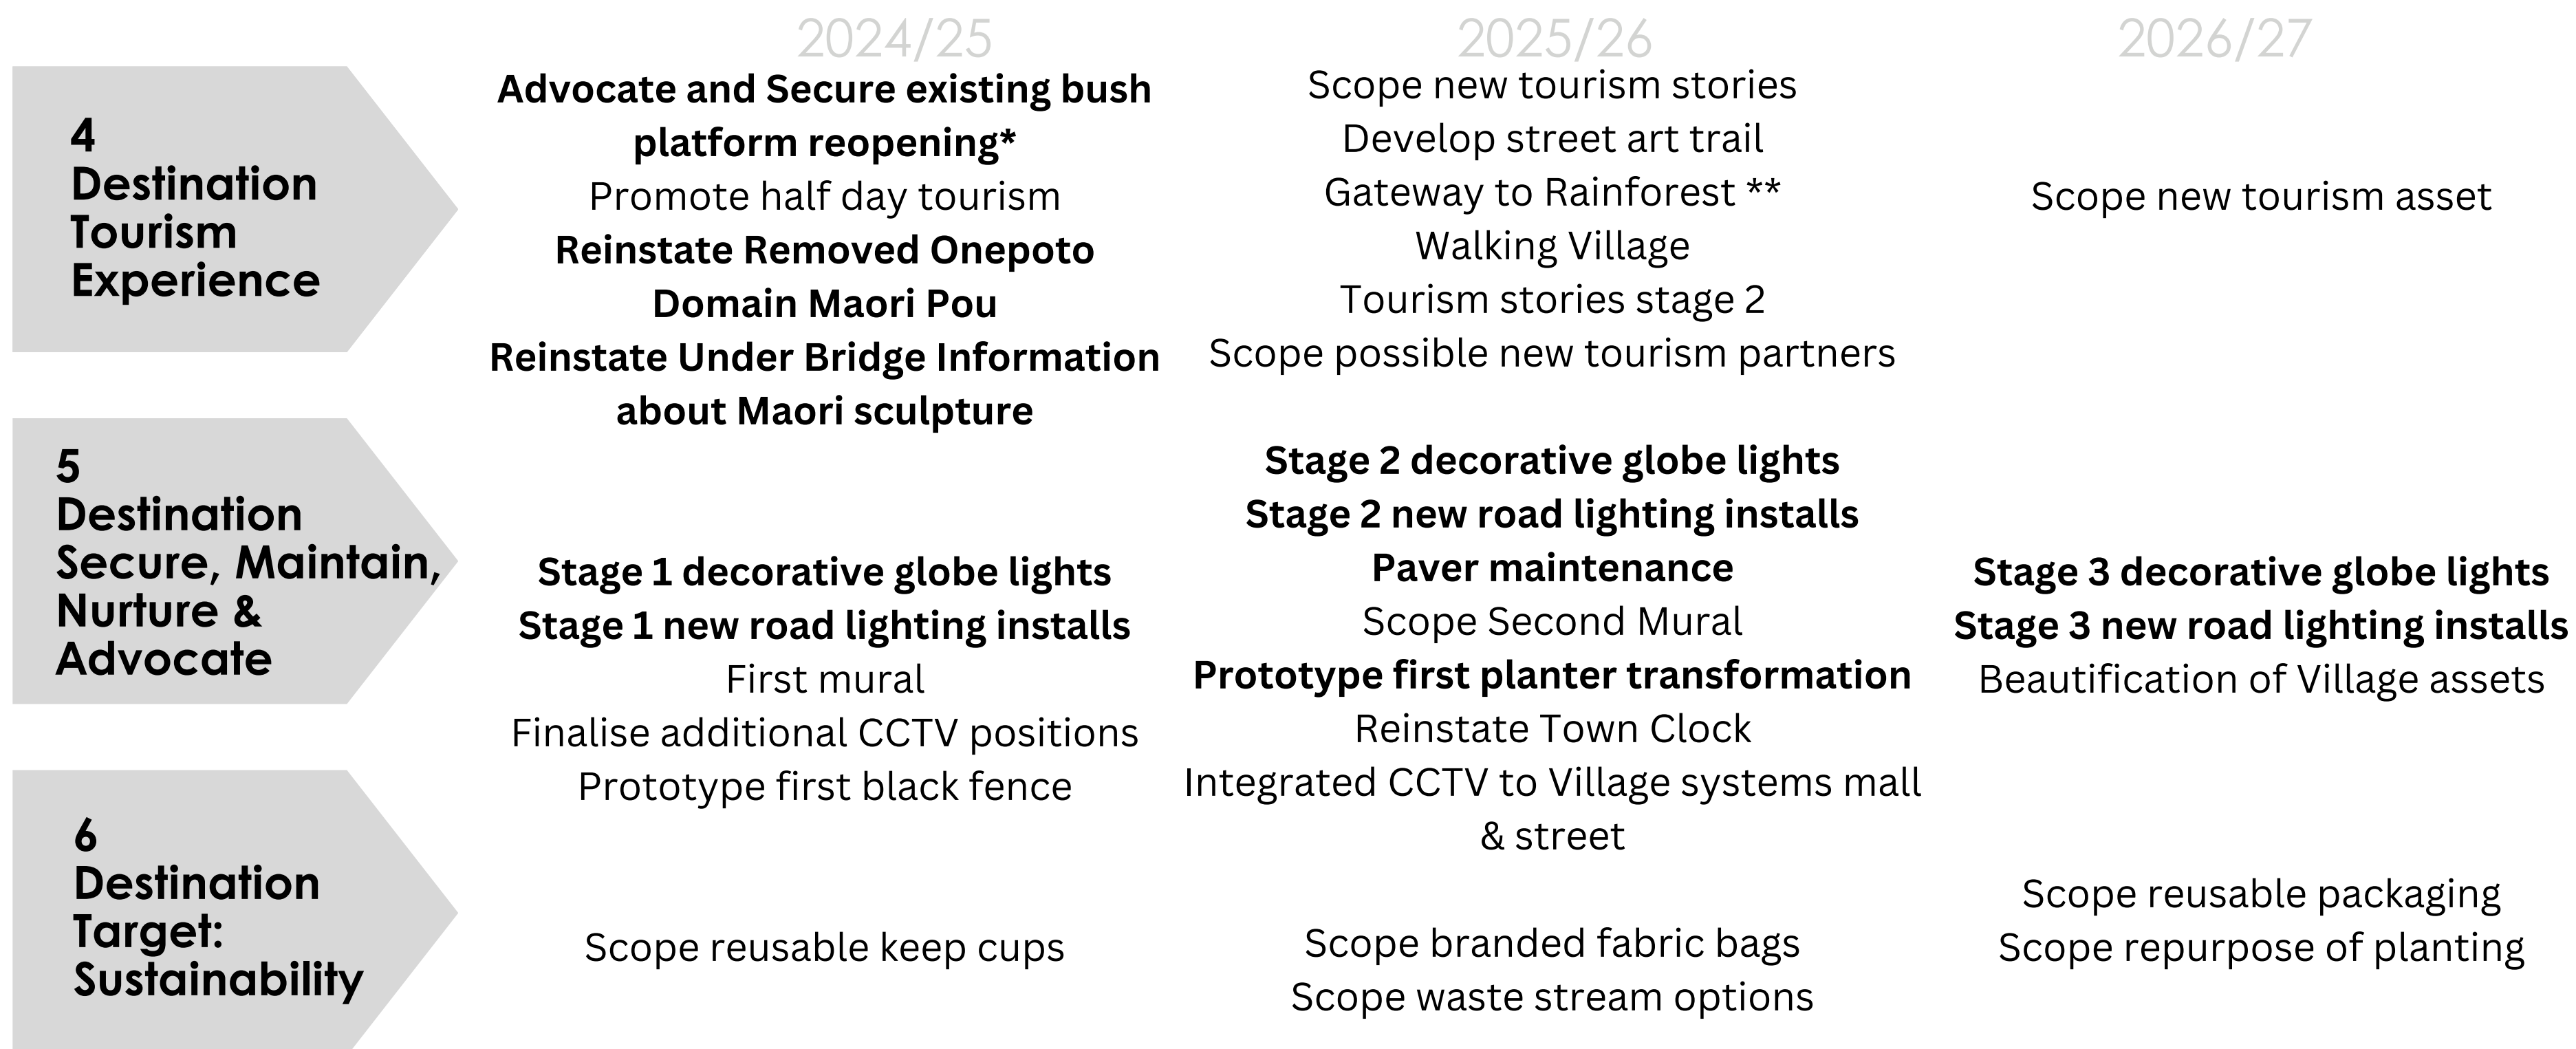 2024/25
2025/26
2026/27
4
Destination
Tourism
Experience
Advocate and Secure existing bush
platform reopening*
Promote half day tourism
Reinstate Removed Onepoto
Domain Maori Pou
Reinstate Under Bridge Information
about Maori sculpture
Scope new tourism stories
Develop street art trail
Gateway to Rainforest **
Walking Village
Tourism stories stage 2
Scope possible new tourism partners
Scope new tourism asset
5
Destination
Secure, Maintain,
Nurture &
Advocate
Stage 1 decorative globe lights
Stage 1 new road lighting installs
First mural
Finalise additional CCTV positions
Prototype first black fence
Stage 2 decorative globe lights
Stage 2 new road lighting installs
Paver maintenance
Scope Second Mural
Prototype first planter transformation
Reinstate Town Clock
Integrated CCTV to Village systems mall
& street
Stage 3 decorative globe lights
Stage 3 new road lighting installs
Beautification of Village assets
6
Destination
Target:
Sustainability
Scope reusable keep cups
Scope branded fabric bags
Scope waste stream options
Scope reusable packaging
Scope repurpose of planting